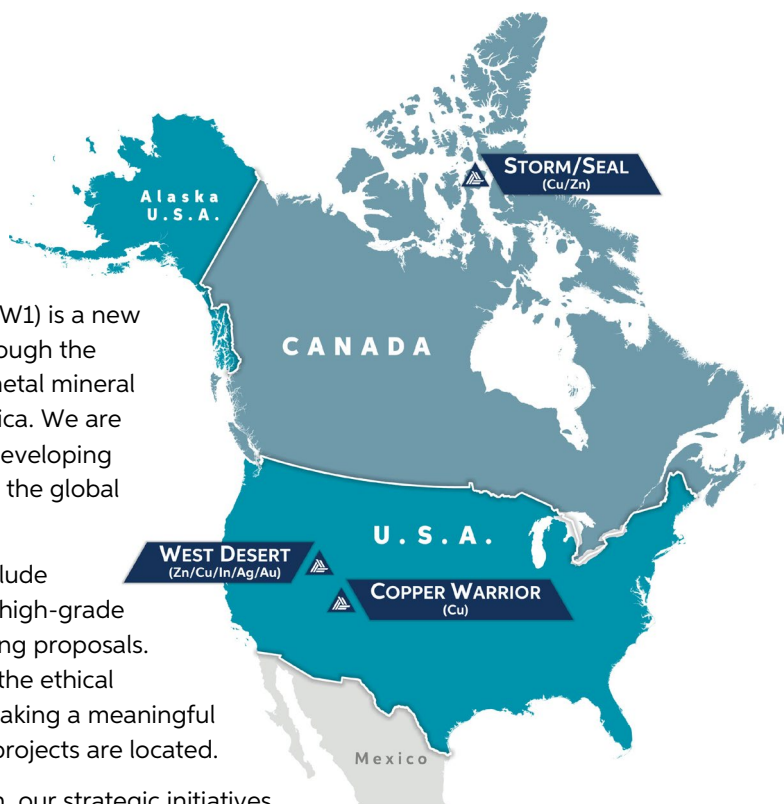 Alaska
U.S.A.
STORM/SEAL
(Cu/Zn)
CANADA
W1) is a new
ough the
netal mineral
ica. We are
eveloping
the global
U.S.A.
WEST DESERT
(Zn/Cu/In/Ag/Au)
COPPER WARRIOR
(Cu)
lude
high-grade
ing proposals.
the ethical
aking a meaningful
projects are located.
Mexico
our strategic initiatives